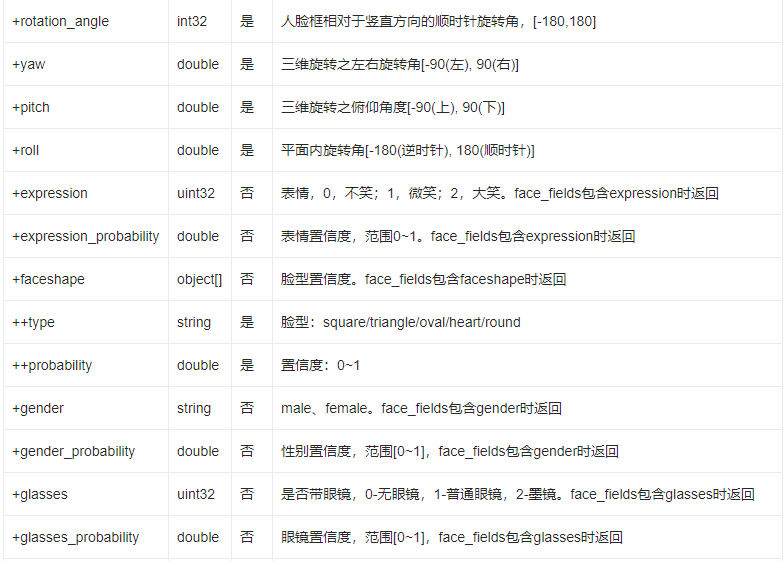 +rotation_angle int32 是 人脸框相对于竖直方向的顺时针旋转角，[-180,180]
+yaw double 是 三维旋转之左右旋转角[-90(左), 90(右)]
+pitch double 是 三维旋转之俯仰角度[-90(上), 90(下)]
+roll double 是 平面内旋转角[-180(逆时针), 180(顺时针)]
+expression uint32 否 表情，0，不笑；1，微笑；2，大笑。face_fields包含expression时返回
+expression_probability double 否 表情置信度，范围0~1。face_fields包含expression时返回
+faceshape object[] 否 脸型置信度。face_fields包含faceshape时返回
++type string 是 脸型：square/triangle/oval/heart/round
++probability double 是 置信度：0~1
+gender string 否 male、female。face_fields包含gender时返回
+gender_probability double 否 性别置信度，范围[0~1]，face_fields包含gender时返回
+glasses uint32 否 是否带眼镜，0-无眼镜，1-普通眼镜，2-墨镜。face_fields包含glasses时返回
+glasses_probability double 否 眼镜置信度，范围[0~1]，face_fields包含glasses时返回